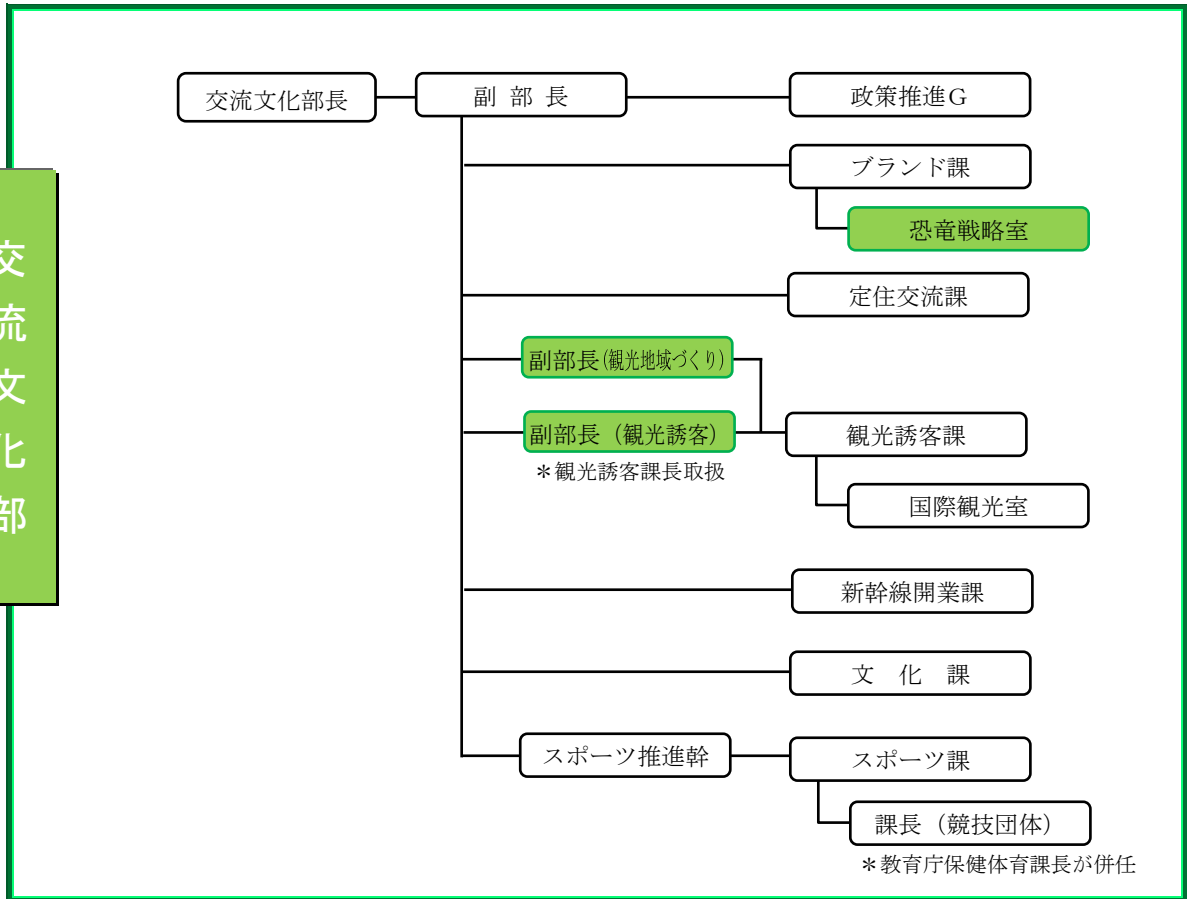 交流文化部
交流文化部長
副 部 長
政策推進G
ブランド課
恐竜戦略室
定住交流課
副部長(観光地域づくり)
副部長（観光誘客）
＊観光誘客課長取扱
観光誘客課
国際観光室
新幹線開業課
文 化 課
スポーツ推進幹
スポーツ課
課長（競技団体）
＊教育庁保健体育課長が併任